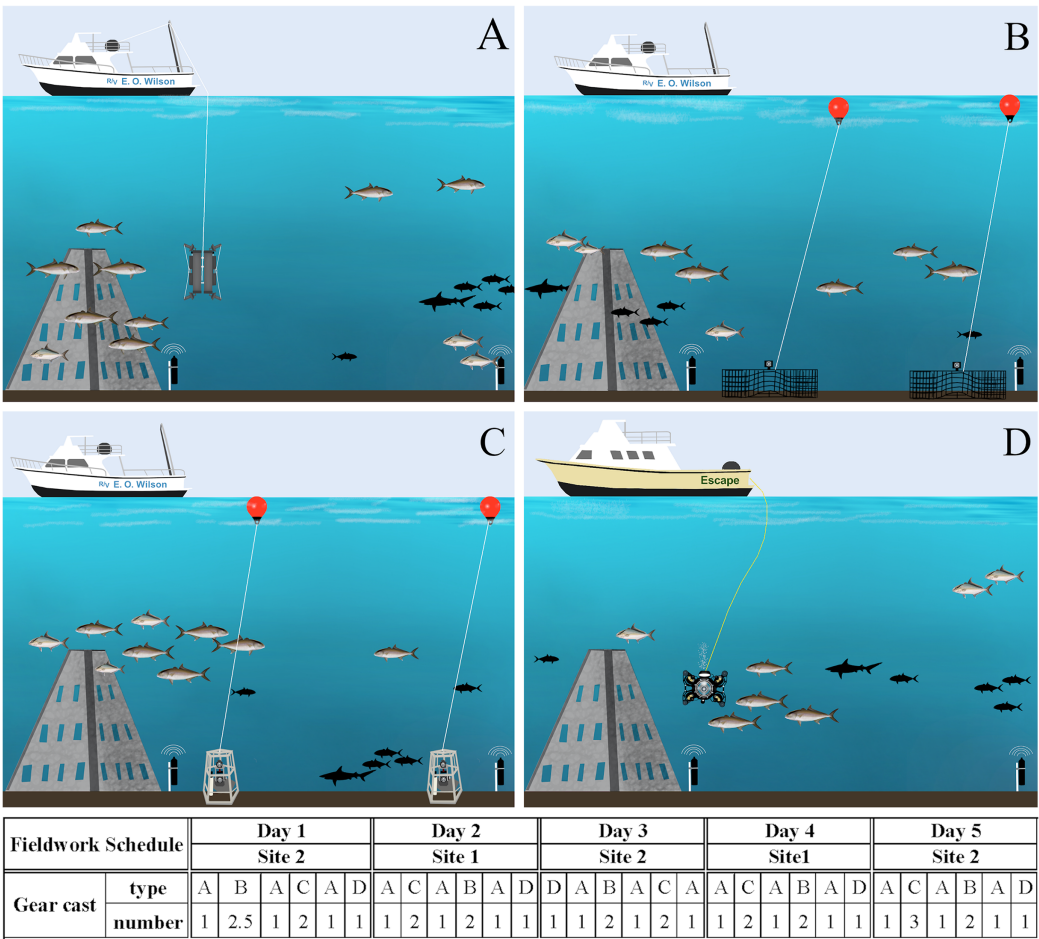 A
R/V E. O. Wilson
B
R/V E. O. Wilson
C
R/V E. O. Wilson
D
Escape
Fieldwork Schedule Day 1 Day 2 Day 3 Day 4 Day 5
Site 2 Site 1 Site 2 Site1 Site 2
Gear cast type A B A C A D A C A B A D D A B A C A A C A B A D A C A B A D
number 1 2.5 1 2 1 1 1 2 1 2 1 1 1 1 2 1 2 1 1 2 1 2 1 1 1 3 1 2 1 1